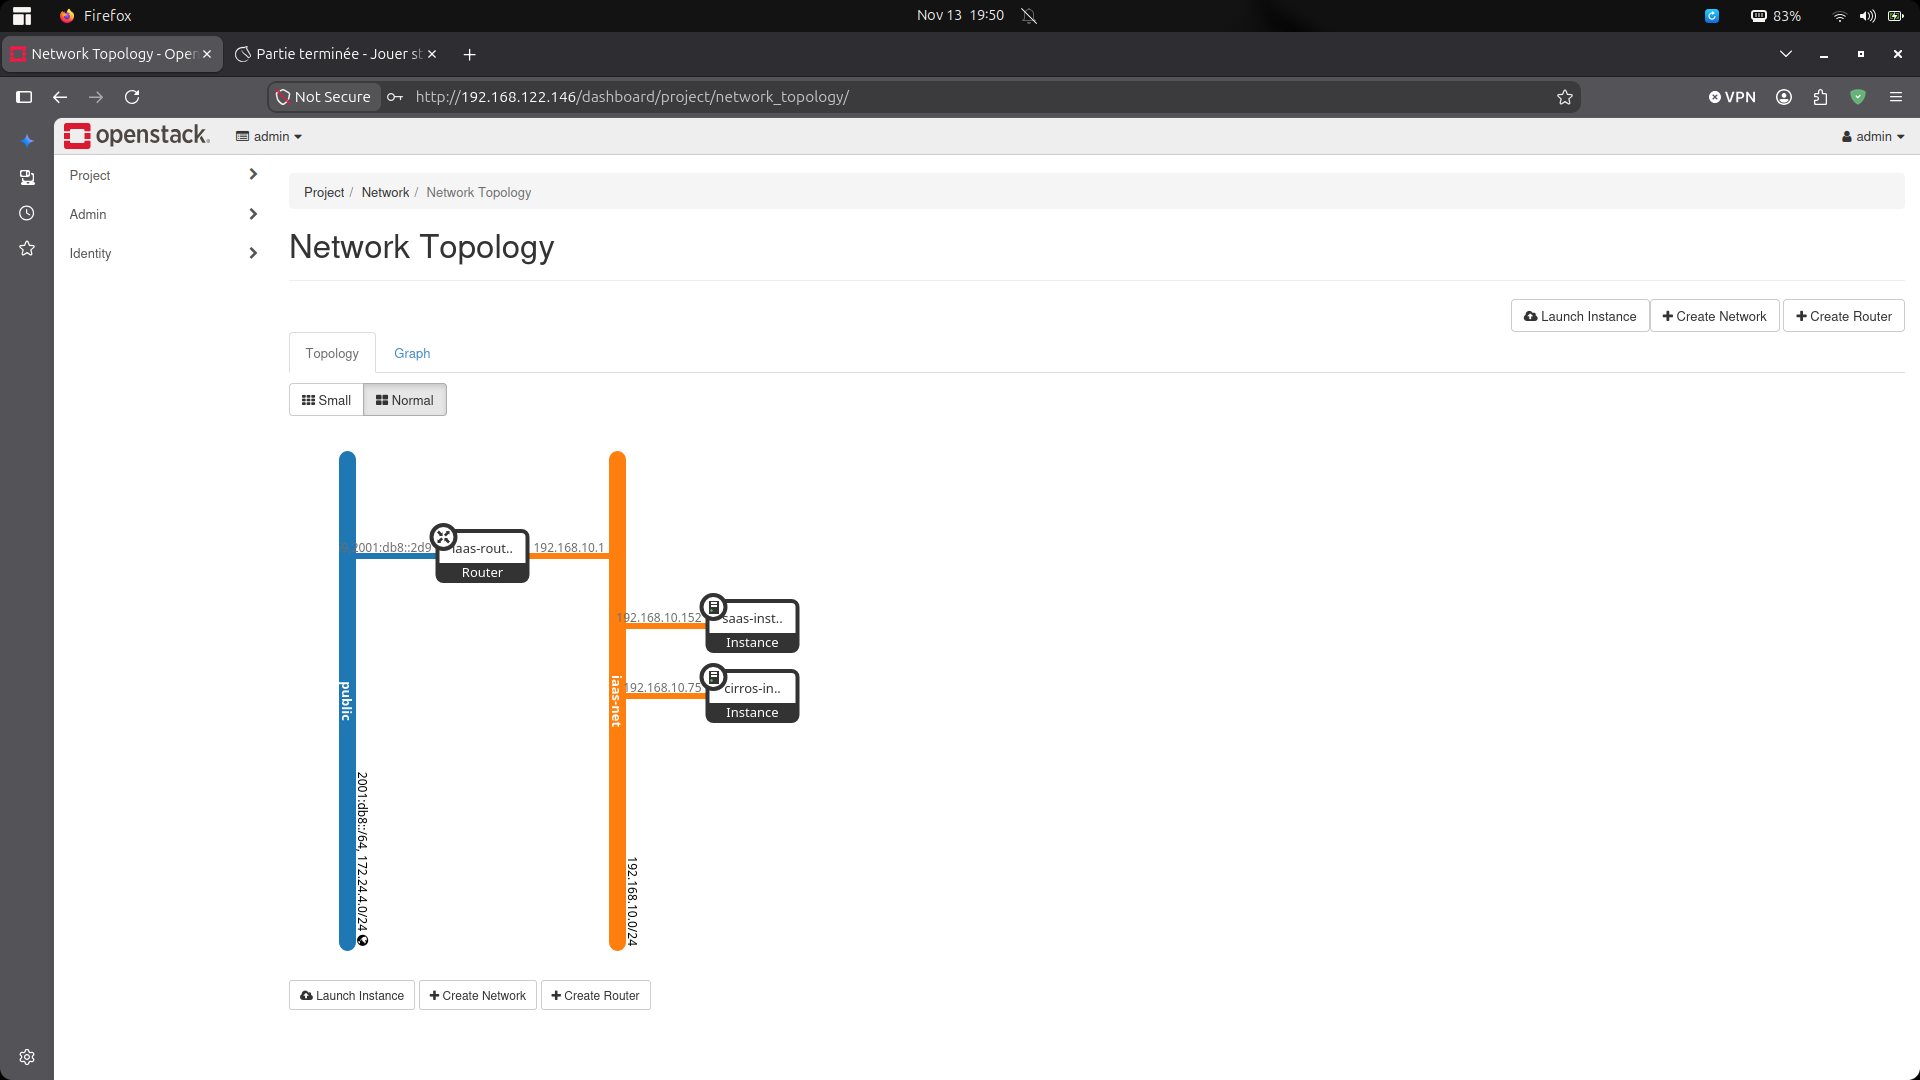 Firefox
Nov 13 19:50
83%
Network Topology - Open
Partie terminée - Jouer st
Not Secure
http://192.168.122.146/dashboard/project/network_topology/
VPN
openstack.
admin
admin
Project
Admin
Identity
Project / Network / Network Topology
Network Topology
Launch Instance
Create Network
Create Router
Topology
Graph
Small
Normal
2001:db8::2d9
iaas-rout..
Router
192.168.10.1
192.168.10.152
saas-inst..
Instance
192.168.10.75
cirros-in..
Instance
public
iaas-net
2001:db8::/64, 172.24.4.0/24
192.168.10.0/24
Launch Instance
Create Network
Create Router